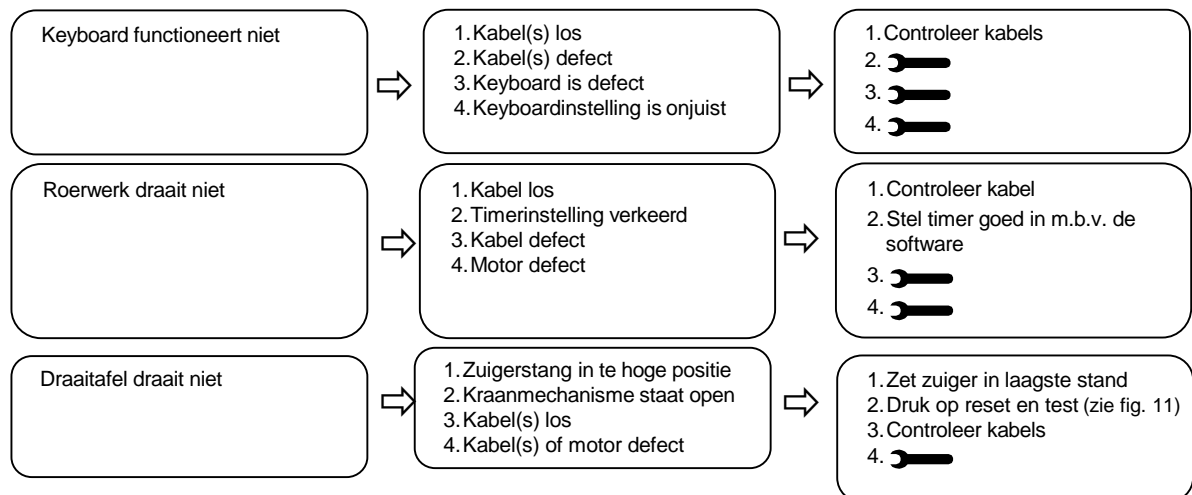 Keyboard functioneert niet
1.Kabel(s) los
2.Kabel(s) defect
3.Keyboard is defect
4.Keyboardinstelling is onjuist
1.Controleer kabels
2.
3.
4.
Roerwerk draait niet
1.Kabel los
2.Timerinstelling verkeerd
3.Kabel defect
4.Motor defect
1.Controleer kabel
2.Stel timer goed in m.b.v. de
software
3.
4.
Draaitafel draait niet
1.Zuigerstang in te hoge positie
2.Kraanmechanisme staat open
3.Kabel(s) los
4.Kabel(s) of motor defect
1.Zet zuiger in laagste stand
2.Druk op reset en test (zie fig. 11)
3.Controleer kabels
4.